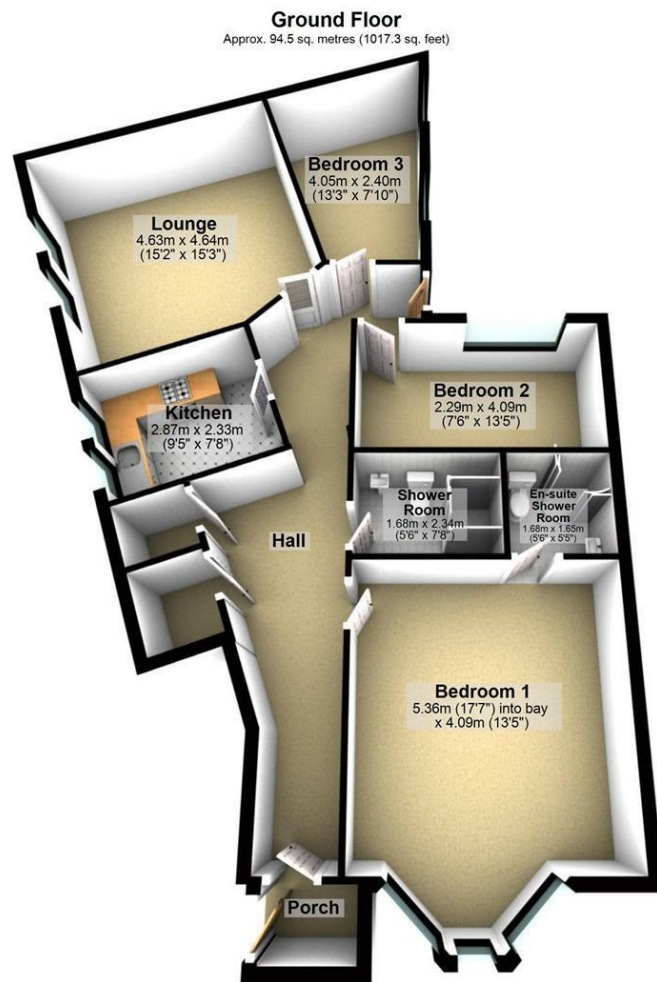 Ground Floor
Approx. 94.5 sq. metres (1017.3 sq. feet)
Bedroom 3
4.05m x 2.40m
(13'3" x 7'10")
Lounge
4.63m x 4.64m
(15'2" x 15'3")
Bedroom 2
2.29m x 4.09m
(7'6" x 13'5")
Kitchen
2.87m x 2.33m
(9'5" x 7'8")
Shower
Room
1.68m x 2.34m
(5'6" x 7'8")
En-suite
Shower
Room
1.68m x 1.65m
(5'6" x 5'5")
Hall
Bedroom 1
5.36m (17'7") into bay
x 4.09m (13'5")
Porch